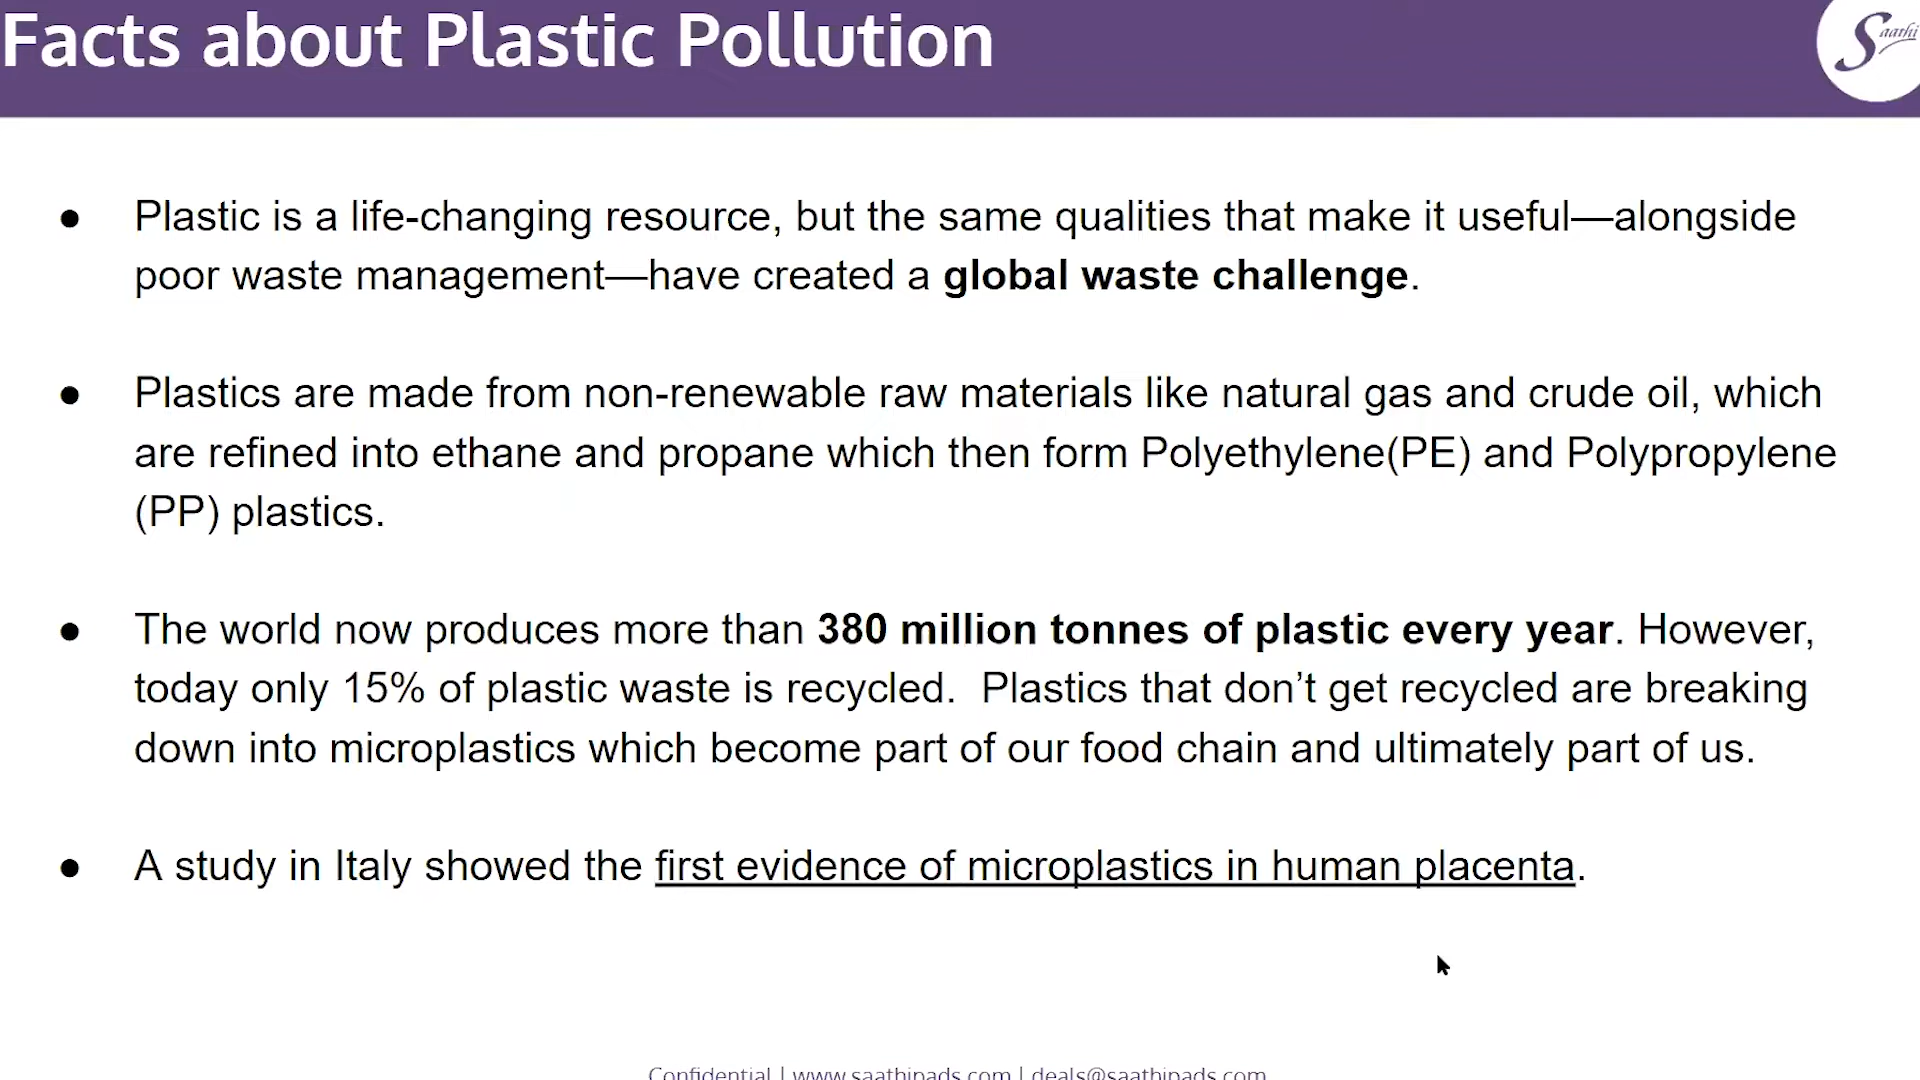 Facts about Plastic Pollution
Saathi
● Plastic is a life-changing resource, but the same qualities that make it useful—alongside
poor waste management—have created a global waste challenge.
● Plastics are made from non-renewable raw materials like natural gas and crude oil, which
are refined into ethane and propane which then form Polyethylene(PE) and Polypropylene
(PP) plastics.
● The world now produces more than 380 million tonnes of plastic every year. However,
today only 15% of plastic waste is recycled.  Plastics that don’t get recycled are breaking
down into microplastics which become part of our food chain and ultimately part of us.
● A study in Italy showed the first evidence of microplastics in human placenta.
Confidential | www.saathipads.com | deals@saathipads.com